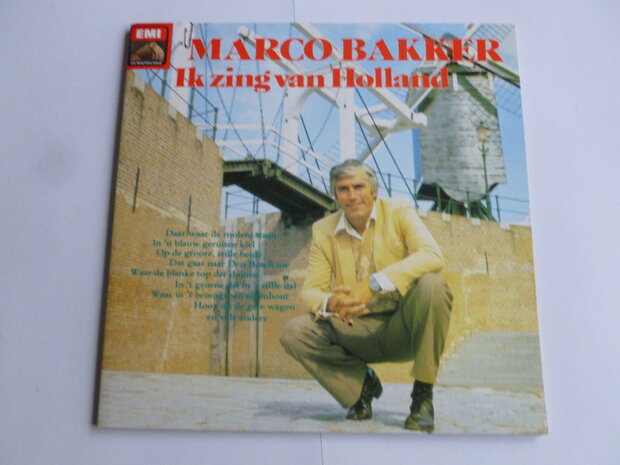 EMI
MARCO BAKKER
Ik zing van Holland
Daar waar de molens staan
In 'n blauw geruiten kiel
Op de groote, stille heide
Dat gaat naar Den Bosch toe
Waar de blanke top der duinen
In 't groene dal in 't stille dal
Waar in 't bronsgroen eikenhout
Hoog op de gele wagen
en vele andere